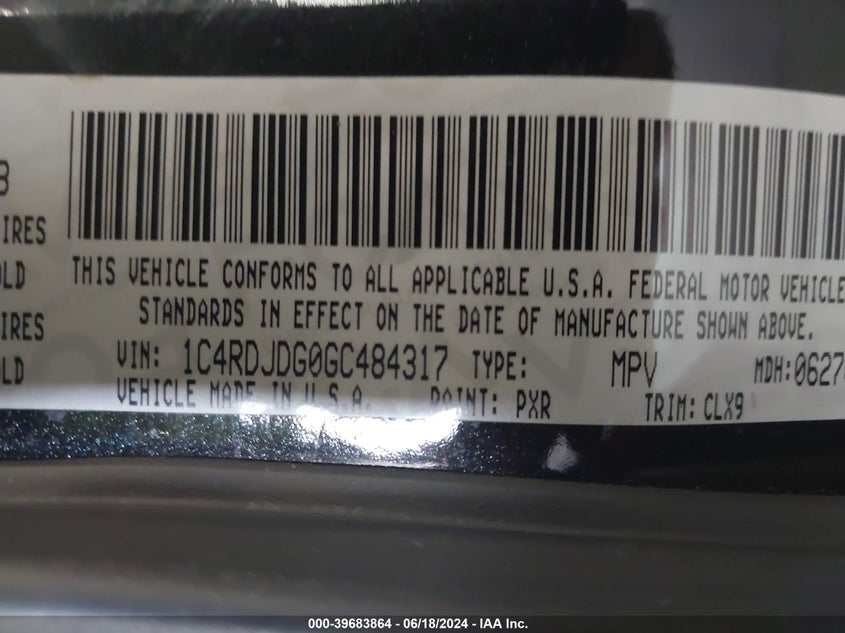 3
IRES
OLD
IRES
LD
THIS VEHICLE CONFORMS TO ALL APPLICABLE U.S.A. FEDERAL MOTOR VEHICLE
STANDARDS IN EFFECT ON THE DATE OF MANUFACTURE SHOWN ABOVE.
VIN: 1C4RDJDG0GC484317 TYPE: MPV MDH: 0627
VEHICLE MADE IN U.S.A. PAINT: PXR TRIM: CLX9
000-39683864 - 06/18/2024 - IAA Inc.